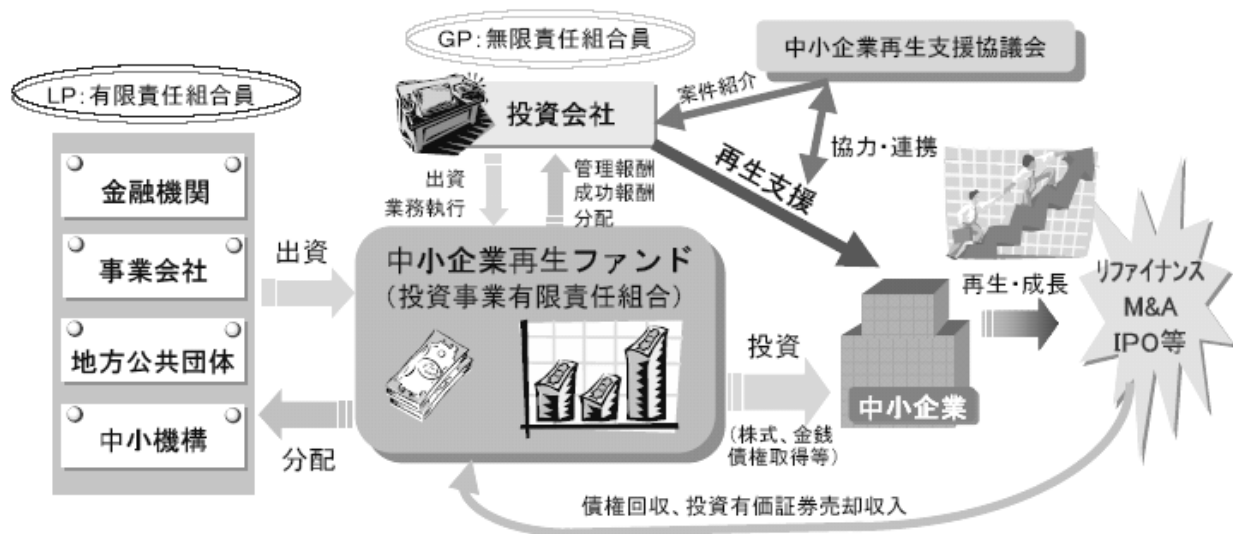 GP:無限責任組合員
中小企業再生支援協議会
LP:有限責任組合員
投資会社
案件紹介
協力・連携
再生支援
金融機関
事業会社
地方公共団体
中小機構
出資
分配
出資
業務執行
管理報酬
成功報酬
分配
中小企業再生ファンド
(投資事業有限責任組合)
投資
(株式、金銭
債権取得等)
中小企業
再生・成長
リファイナンス
M&A
IPO等
債権回収、投資有価証券売却収入